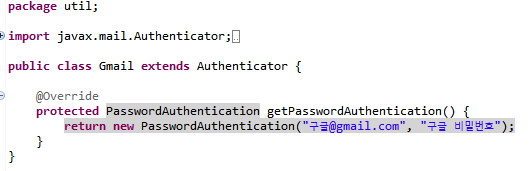 package util;
import javax.mail.Authenticator;
public class Gmail extends Authenticator {
@Override
protected PasswordAuthentication getPasswordAuthentication() {
return new PasswordAuthentication("구글@gmail.com", "구글 비밀번호");
}
}